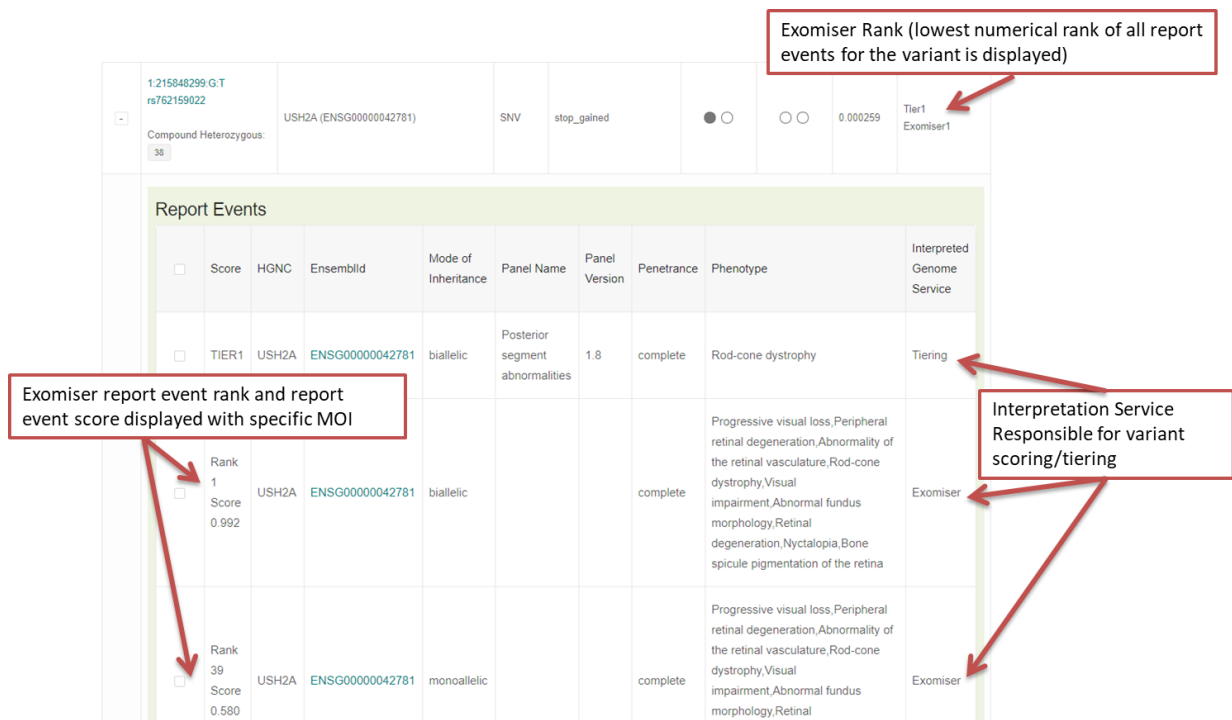 Exomiser Rank (lowest numerical rank of all report
events for the variant is displayed)
1:215848299:G:T
rs762159022
Compound Heterozygous:
38
USH2A (ENSG00000042781)
SNV
stop_gained
0.000259
Tier1
Exomiser1
-
Report Events
Score
HGNC
EnsemblId
Mode of
Inheritance
Panel Name
Panel
Version
Penetrance
Phenotype
Interpreted
Genome
Service
TIER1
USH2A
ENSG00000042781
biallelic
Posterior
segment
abnormalities
1.8
complete
Rod-cone dystrophy
Tiering
Exomiser report event rank and report
event score displayed with specific MOI
Interpretation Service
Responsible for variant
scoring/tiering
Rank
1
Score
0.992
USH2A
ENSG00000042781
biallelic
complete
Progressive visual loss,Peripheral
retinal degeneration,Abnormality of
the retinal vasculature,Rod-cone
dystrophy,Visual
impairment,Abnormal fundus
morphology,Retinal
degeneration,Nyctalopia,Bone
spicule pigmentation of the retina
Exomiser
Rank
39
Score
0.580
USH2A
ENSG00000042781
monoallelic
complete
Progressive visual loss,Peripheral
retinal degeneration,Abnormality of
the retinal vasculature,Rod-cone
dystrophy,Visual
impairment,Abnormal fundus
morphology,Retinal
Exomiser